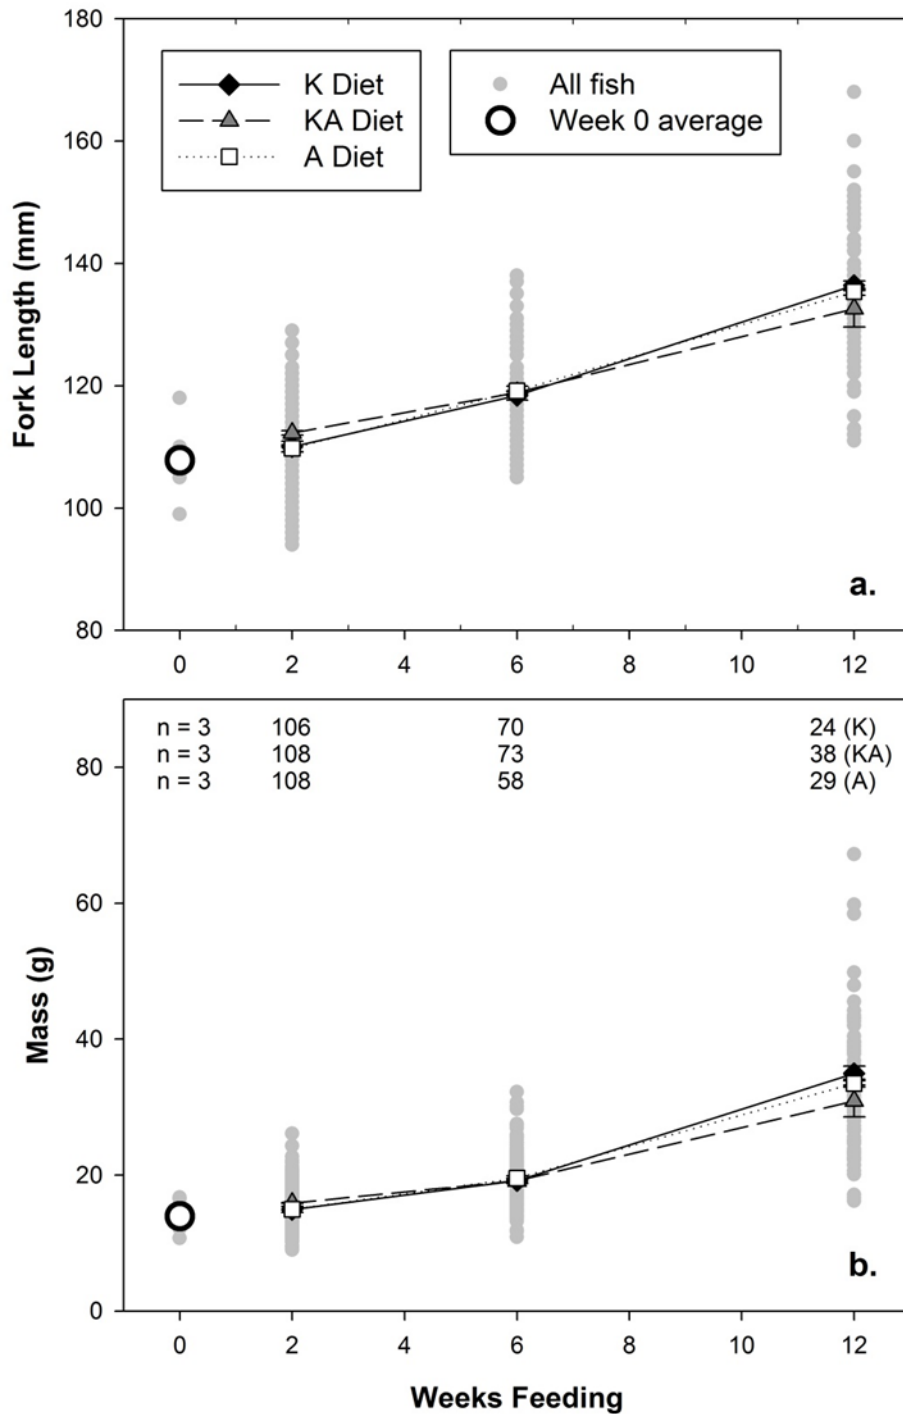 180
160
140
120
100
80
Fork Length (mm)
K Diet
KA Diet
A Diet
All fish
Week 0 average
a.
0 2 4 6 8 10 12
n = 3 106 70 24 (K)
n = 3 108 73 38 (KA)
n = 3 108 58 29 (A)
80
60
40
20
0
Mass (g)
b.
0 2 4 6 8 10 12
Weeks Feeding